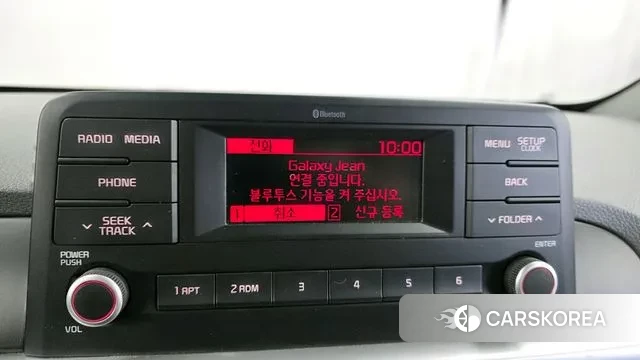 Bluetooth
RADIO MEDIA
전화 10:00
MENU SETUP
CLOCK
Galaxy Jean
연결 중입니다.
블루투스 기능을 켜 주십시오.
1 취소 2 신규 등록
PHONE
BACK
SEEK
TRACK
FOLDER
POWER
PUSH
ENTER
VOL
1 APT 2 RDM 3 4 5 6
CARSKOREA